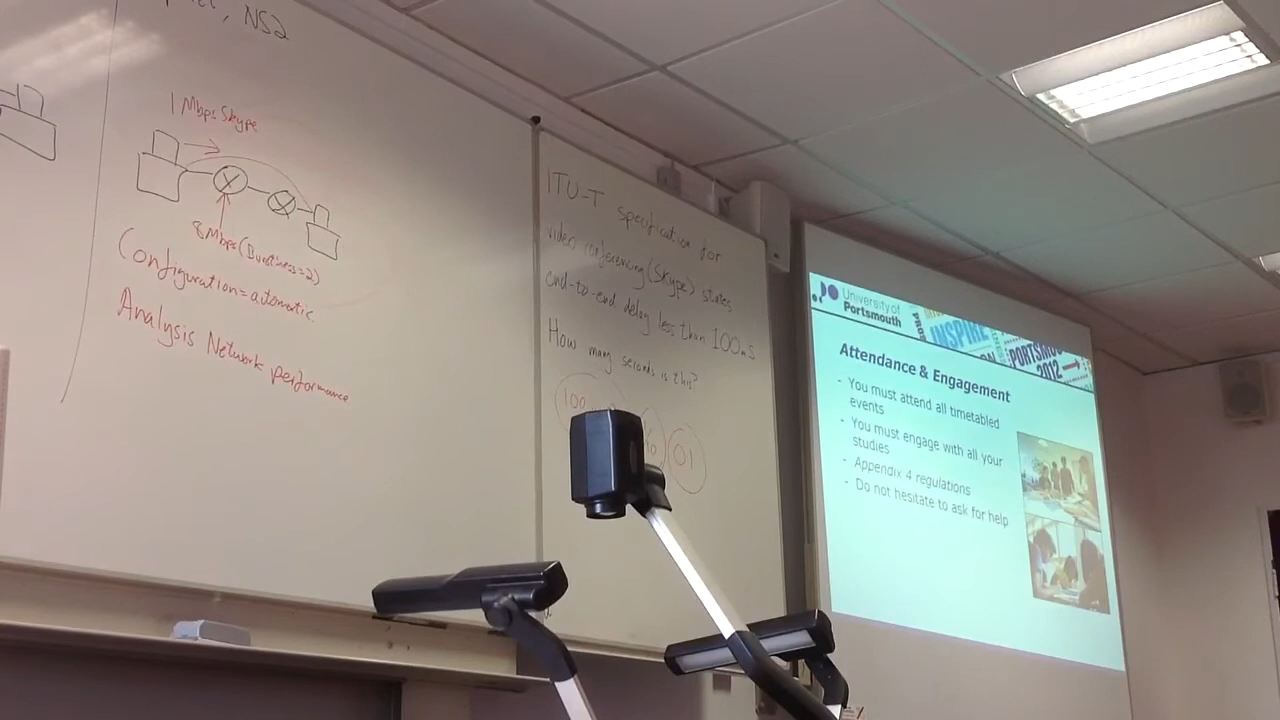 , NS2
1 Mbps Skype
8 Mbps (Burstiness=2)
Configuration=automatic.
Analysis Network performance
ITU-T specification for
video conferencing (Skype) states
end-to-end delay less than 100ms
How many seconds is this?
100
01
University of
Portsmouth
INSPIRE
2012
Attendance & Engagement
- You must attend all timetabled
events
- You must engage with all your
studies
- Appendix 4 regulations
- Do not hesitate to ask for help